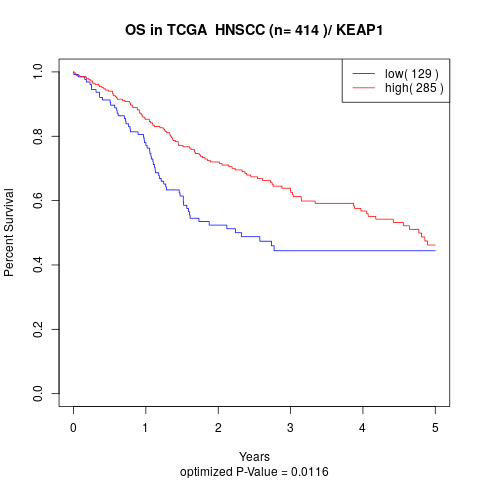 OS in TCGA  HNSCC (n= 414 )/ KEAP1
low( 129 )
high( 285 )
Percent Survival
1.0
0.8
0.6
0.4
0.2
0.0
0 1 2 3 4 5
Years
optimized P-Value = 0.0116